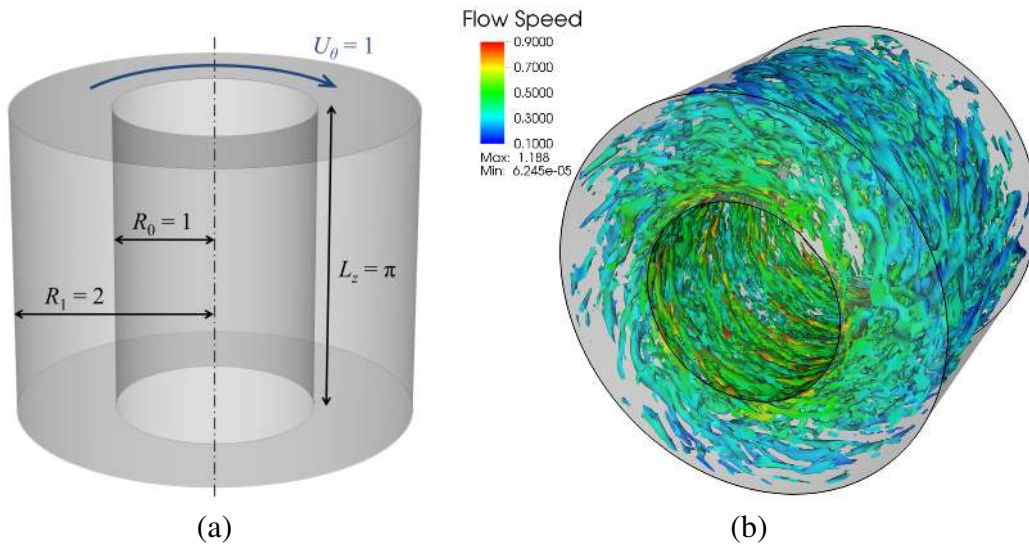 U_θ = 1
R_0 = 1
L_z = π
R_1 = 2
(a)
Flow Speed
0.9000
0.7000
0.5000
0.3000
0.1000
Max: 1.188
Min: 6.245e-05
(b)